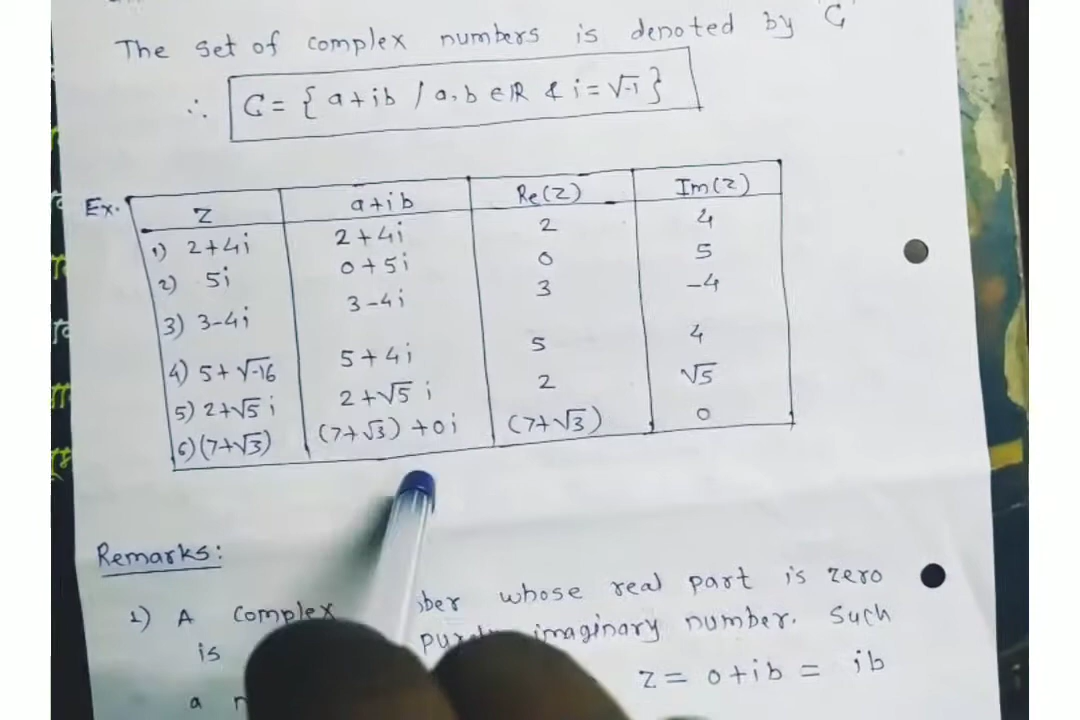 The set of complex numbers is denoted by 'C'
∴ C = { a+ib / a,b ∈ ℝ & i = √-1 }
Ex. Z a+ib Re(Z) Im(Z)
1) 2+4i 2+4i 2 4
2) 5i 0+5i 0 5
3) 3-4i 3-4i 3 -4
4) 5+√-16 5+4i 5 4
5) 2+√5 i 2+√5 i 2 √5
6) (7+√3) (7+√3)+0i (7+√3) 0
Remarks:
1) A complex whose real part is zero
is imaginary number. Such
a Z = 0+ib = ib